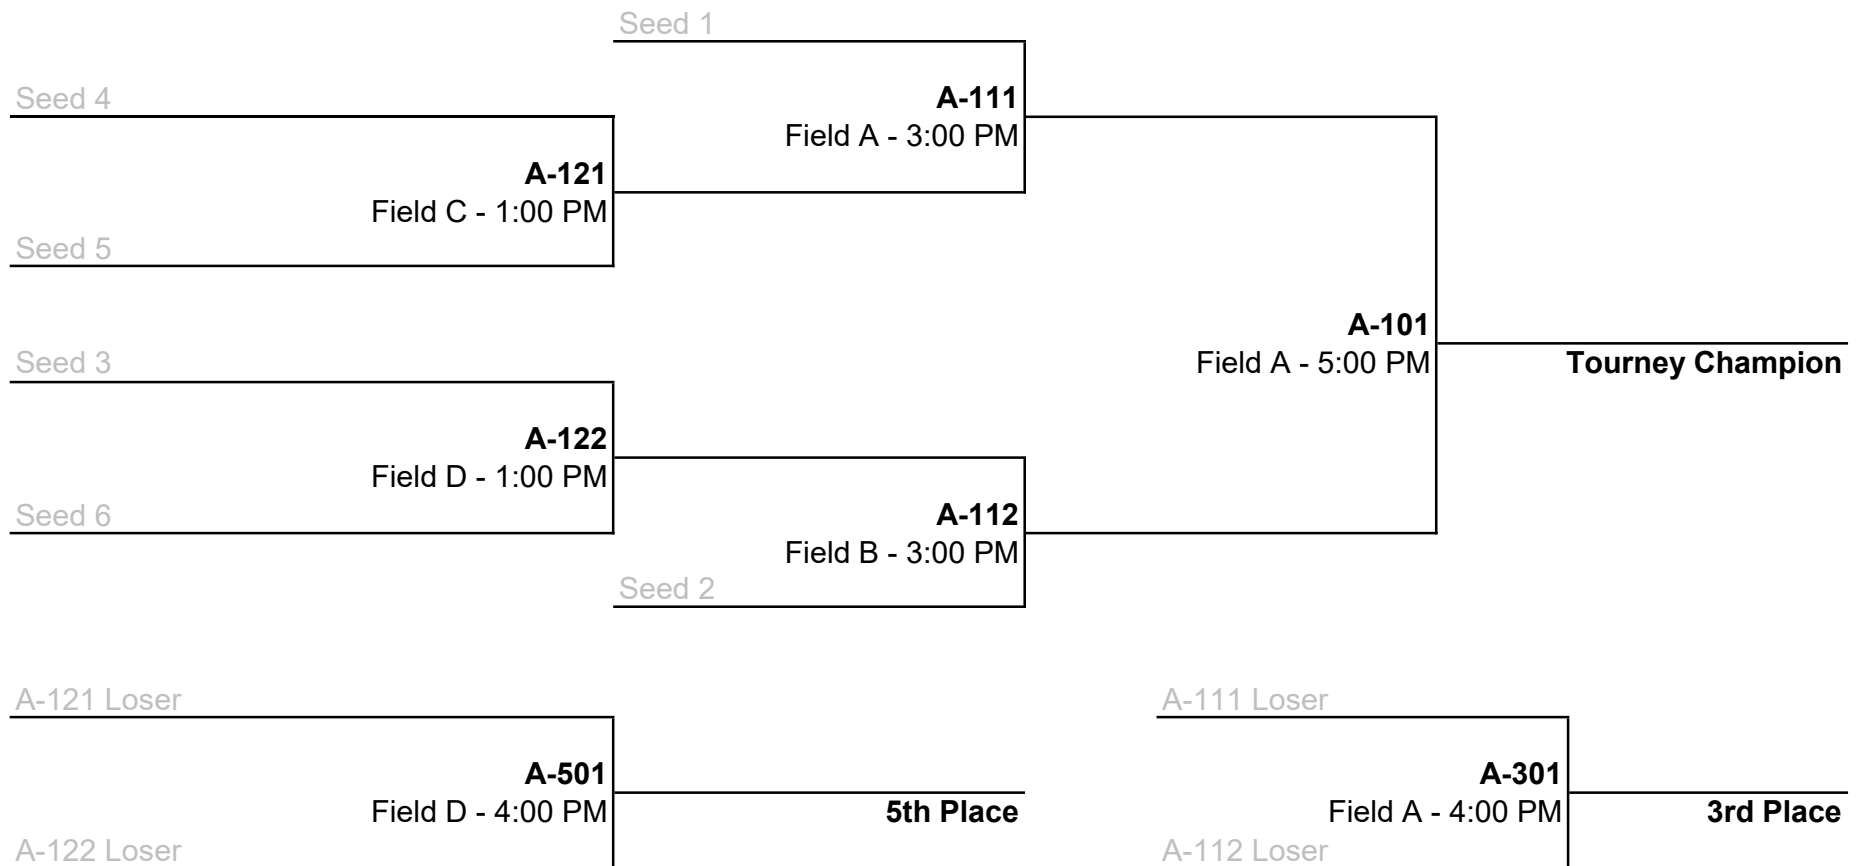 Seed 1
Seed 4
A-111
Field A - 3:00 PM
A-121
Field C - 1:00 PM
Seed 5
A-101
Field A - 5:00 PM
Tourney Champion
Seed 3
A-122
Field D - 1:00 PM
Seed 6
A-112
Field B - 3:00 PM
Seed 2
A-121 Loser
A-501
Field D - 4:00 PM
5th Place
A-122 Loser
A-111 Loser
A-301
Field A - 4:00 PM
3rd Place
A-112 Loser